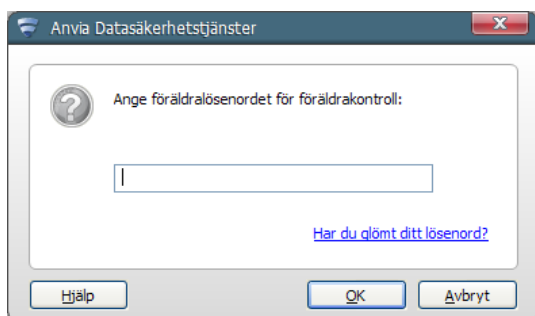 Anvia Datasäkerhetstjänster
Ange föräldralösenordet för föräldrakontroll:
Har du glömt ditt lösenord?
Hjälp
OK
Avbryt